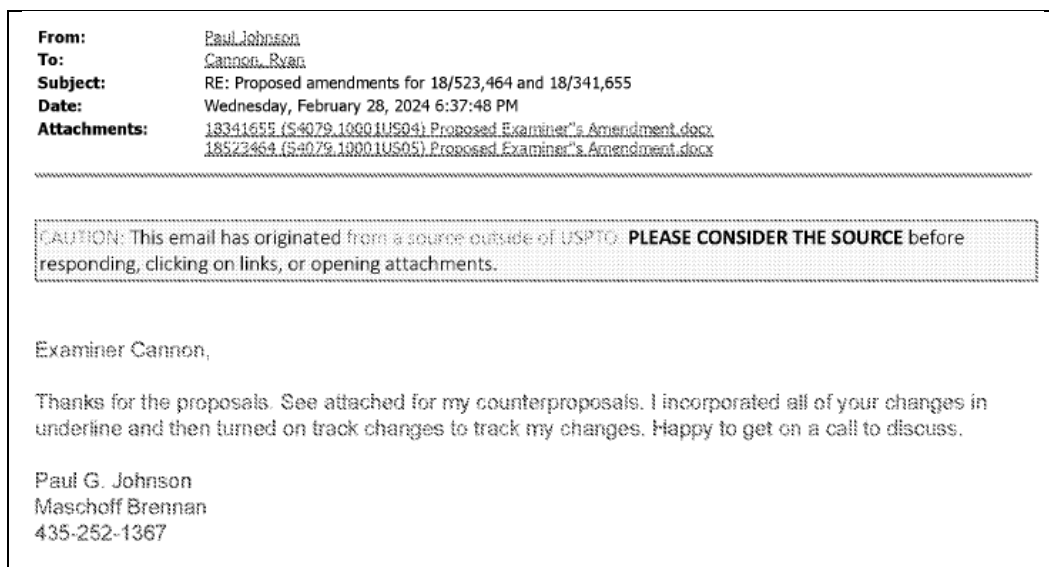 From: Paul Johnson
To: Cannon, Ryan
Subject: RE: Proposed amendments for 18/523,464 and 18/341,655
Date: Wednesday, February 28, 2024 6:37:48 PM
Attachments: 18341655 (S4079.10001US04) Proposed Examiner"s Amendment.docx
18523464 (S4079.10001US05) Proposed Examiner"s Amendment.docx
CAUTION: This email has originated from a source outside of USPTO. PLEASE CONSIDER THE SOURCE before
responding, clicking on links, or opening attachments.
Examiner Cannon,
Thanks for the proposals. See attached for my counterproposals. I incorporated all of your changes in
underline and then turned on track changes to track my changes. Happy to get on a call to discuss.
Paul G. Johnson
Maschoff Brennan
435-252-1367